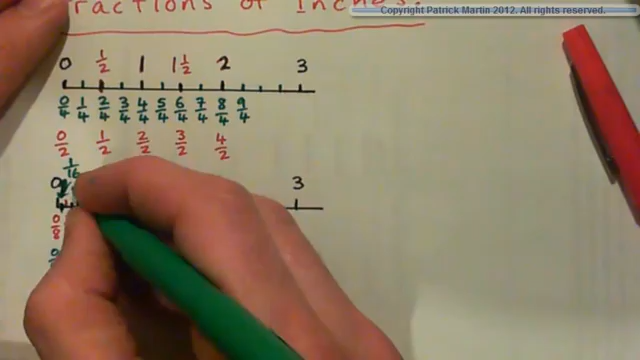 Copyright Patrick Martin 2012. All rights reserved.
ractions of Inches.
0 1/2 1 1 1/2 2 3
0/4 1/4 2/4 3/4 4/4 5/4 6/4 7/4 8/4 9/4
0/2 1/2 2/2 3/2 4/2
1/16
0 3
0/8